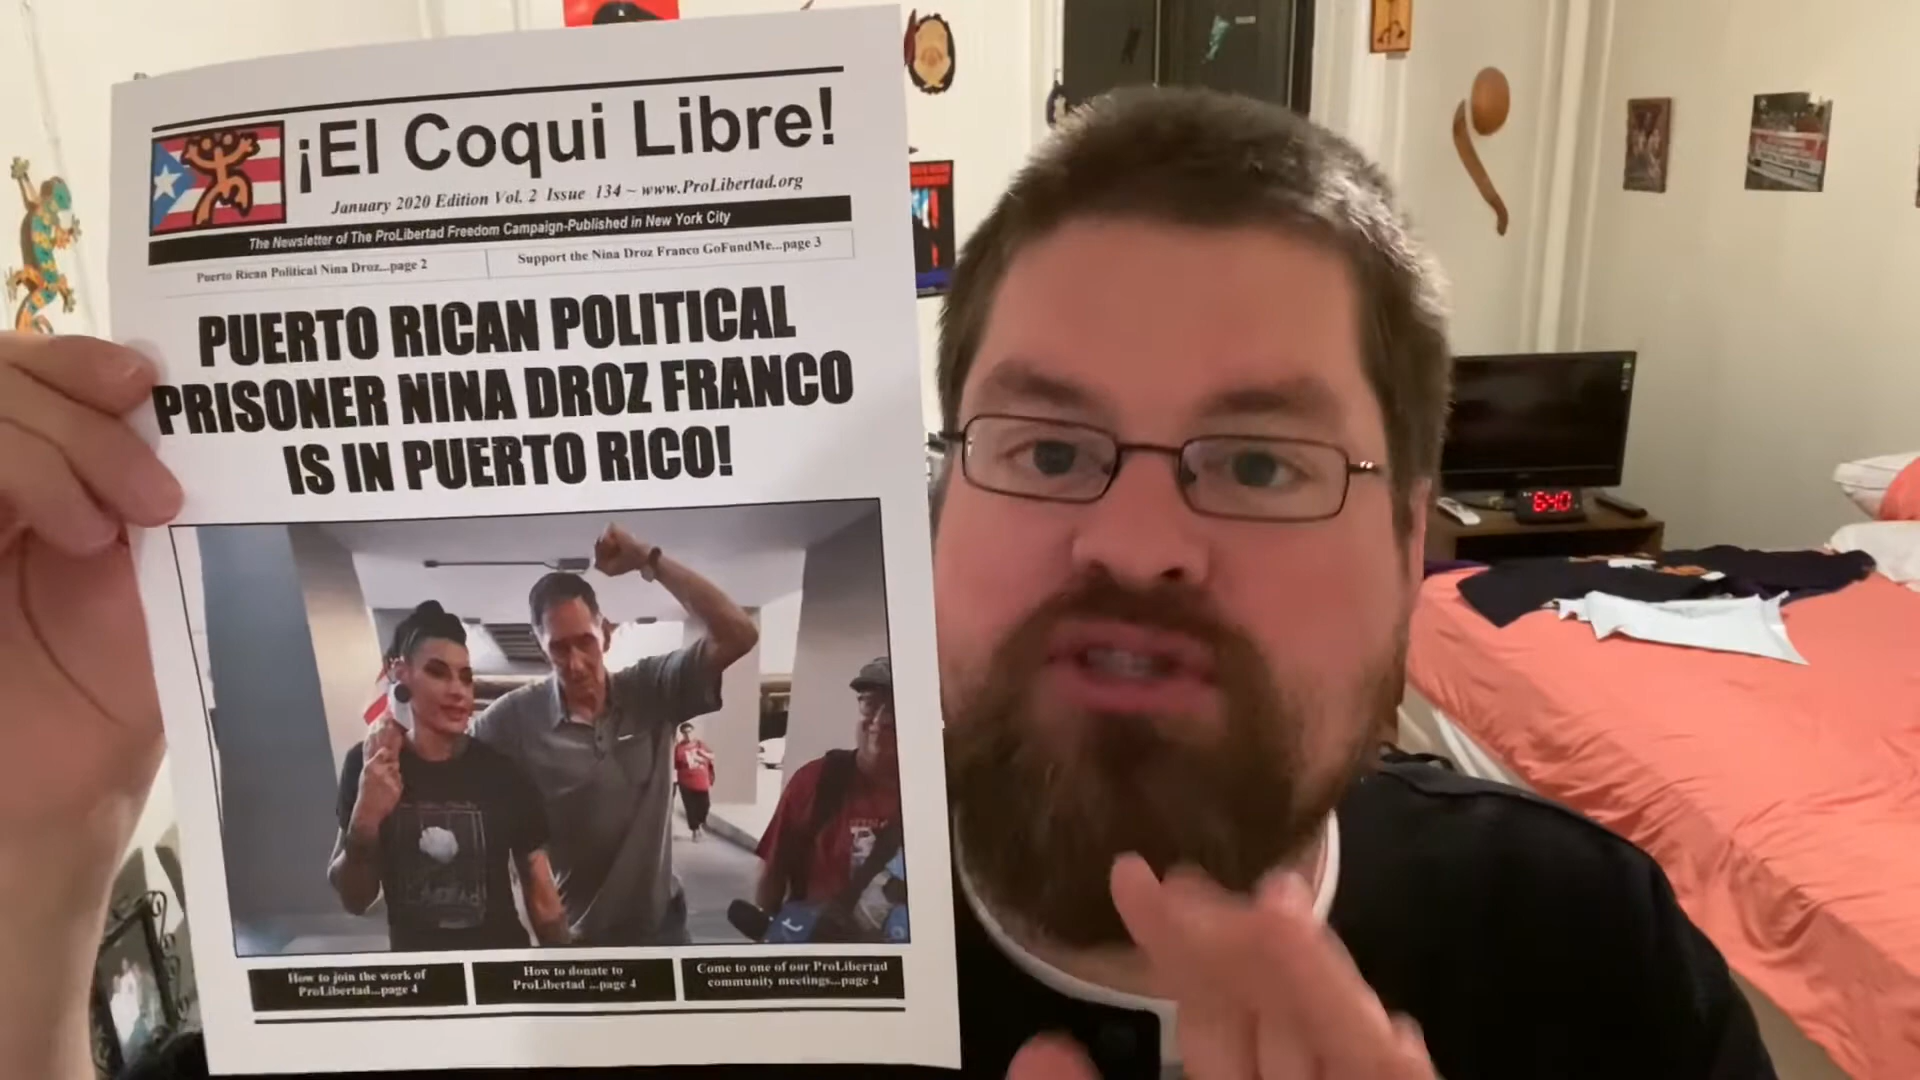 ¡El Coqui Libre!
January 2020 Edition Vol. 2 Issue 134 ~ www.ProLibertad.org
The Newsletter of The ProLibertad Freedom Campaign-Published in New York City
Puerto Rican Political Nina Droz...page 2
Support the Nina Droz Franco GoFundMe...page 3
PUERTO RICAN POLITICAL
PRISONER NINA DROZ FRANCO
IS IN PUERTO RICO!
How to join the work of
ProLibertad...page 4
How to donate to
ProLibertad ...page 4
Come to one of our ProLibertad
community meetings...page 4
6:40